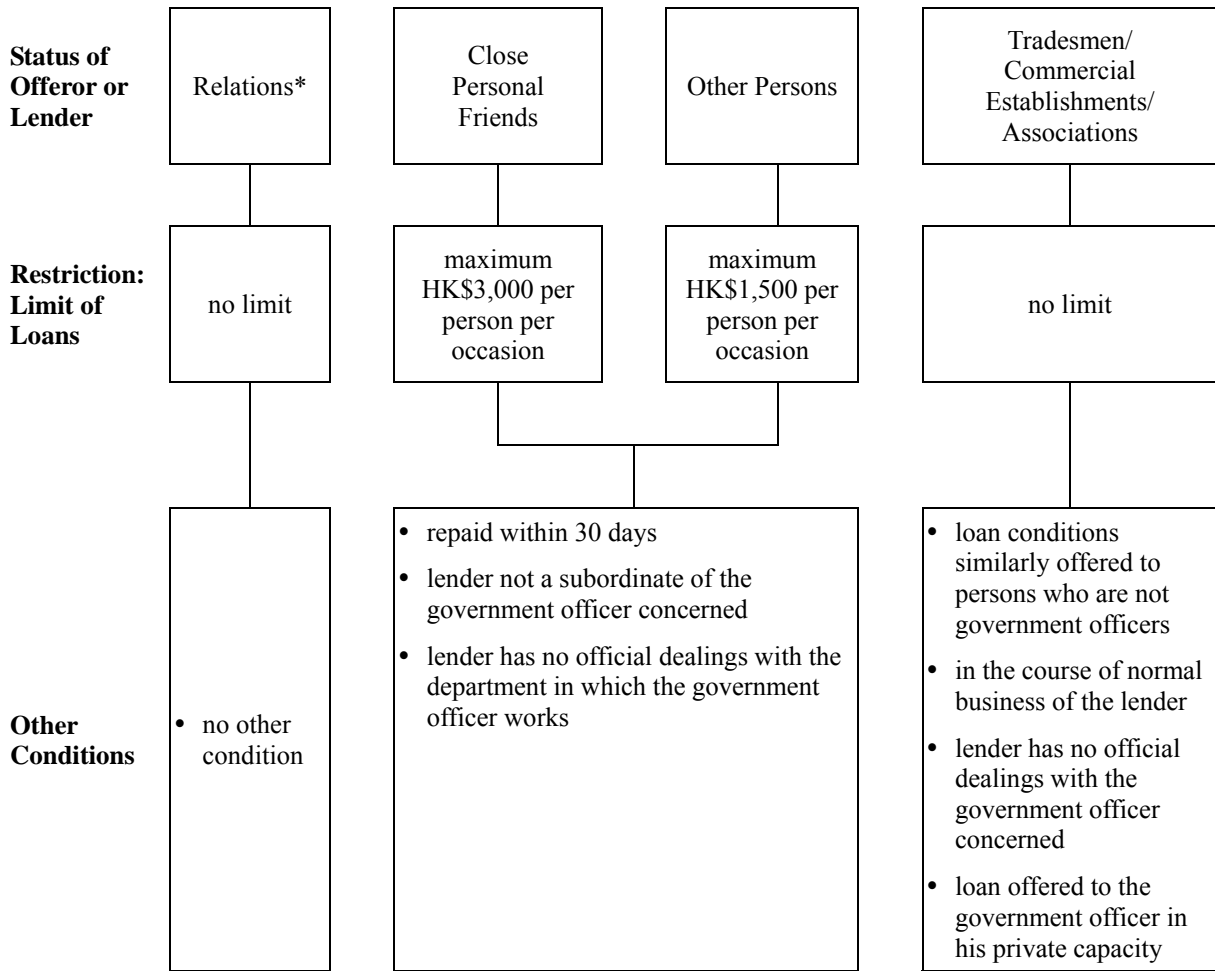 Status of
Offeror or
Lender
Relations*
Close
Personal
Friends
Other Persons
Tradesmen/
Commercial
Establishments/
Associations
Restriction:
Limit of
Loans
no limit
maximum
HK$3,000 per
person per
occasion
maximum
HK$1,500 per
person per
occasion
no limit
Other
Conditions
• no other
condition
• repaid within 30 days
• lender not a subordinate of the
government officer concerned
• lender has no official dealings with the
department in which the government
officer works
• loan conditions
similarly offered to
persons who are not
government officers
• in the course of normal
business of the lender
• lender has no official
dealings with the
government officer
concerned
• loan offered to the
government officer in
his private capacity